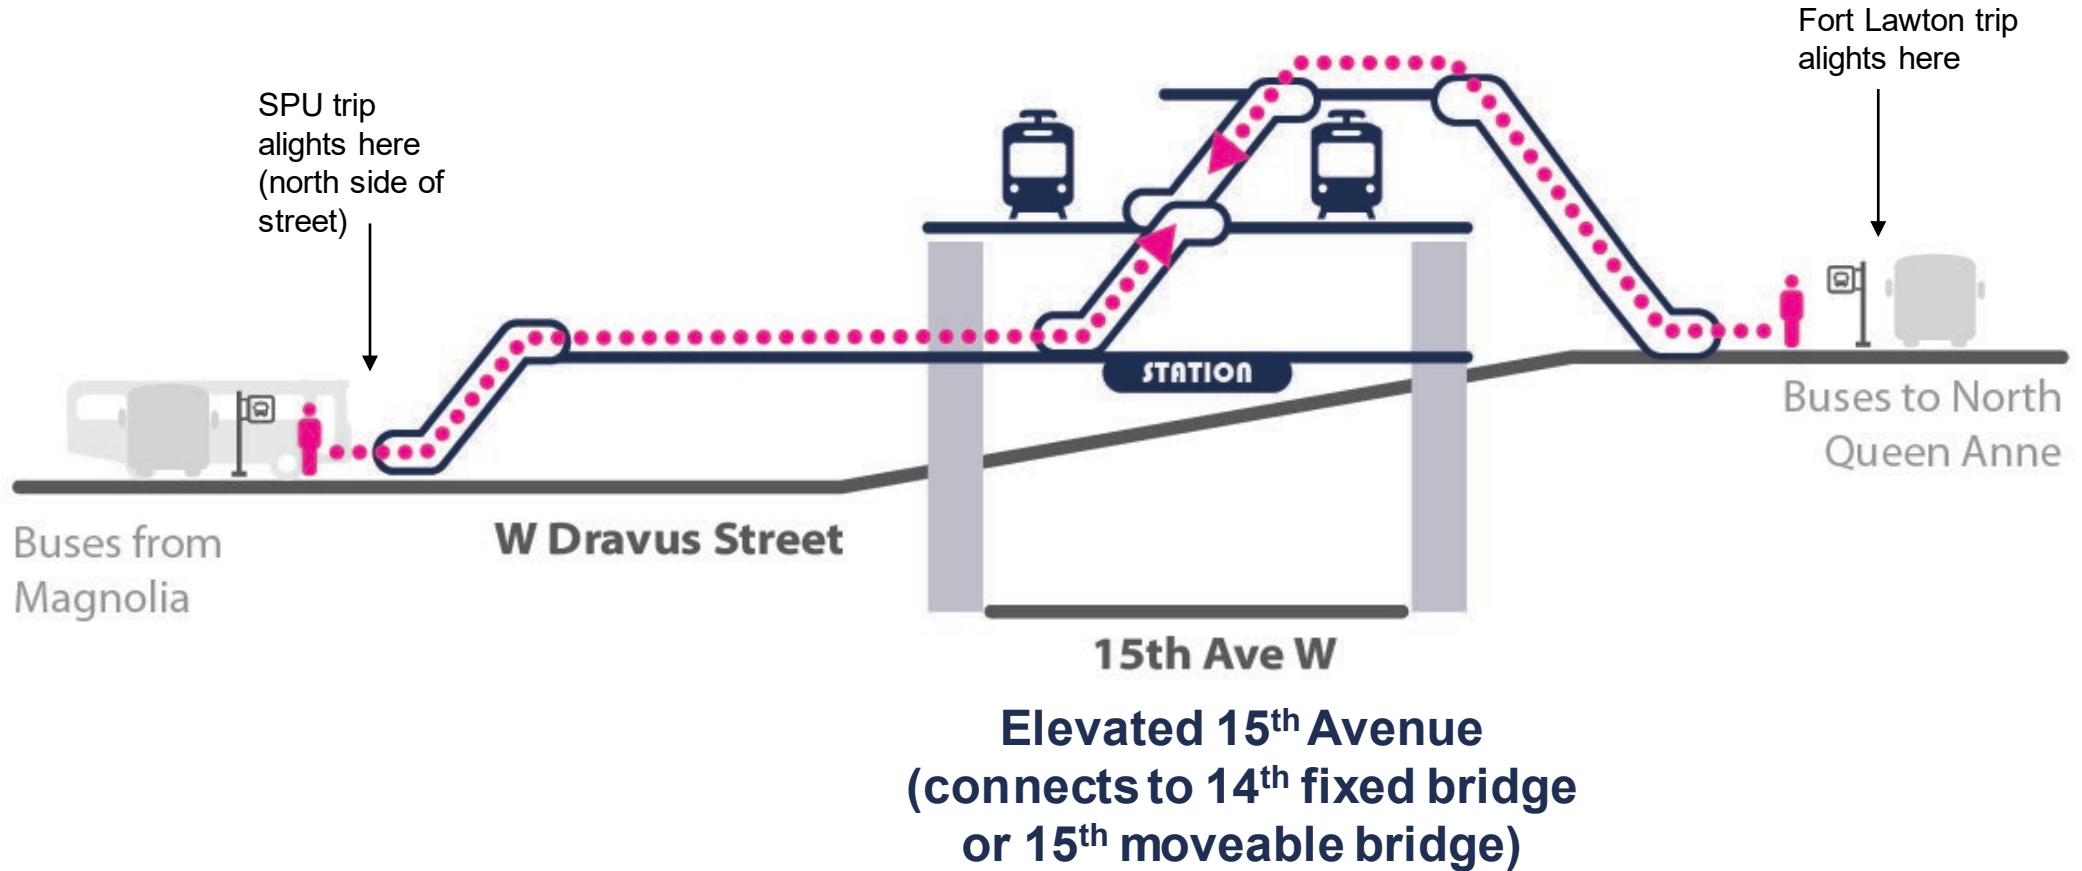 Fort Lawton trip
alights here
SPU trip
alights here
(north side of
street)
STATION
Buses to North
Queen Anne
W Dravus Street
Buses from
Magnolia
15th Ave W
Elevated 15th Avenue
(connects to 14th fixed bridge
or 15th moveable bridge)